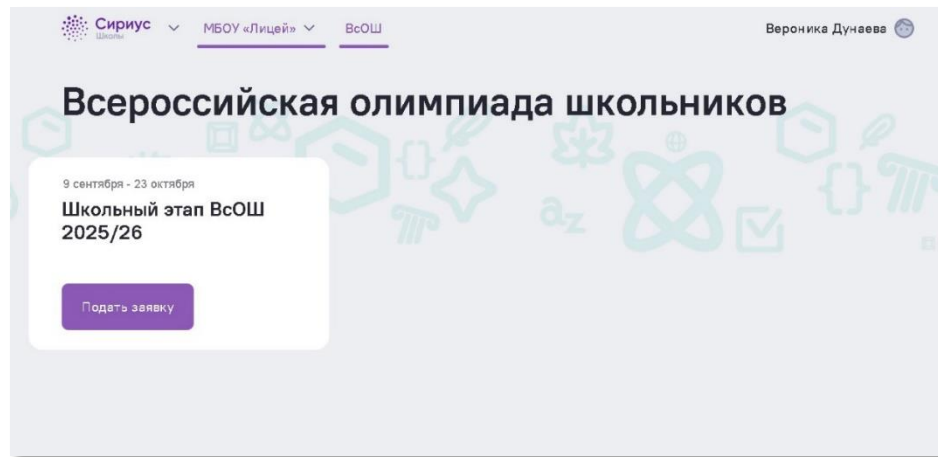 Сириус
Школы
МБОУ «Лицей»
ВсОШ
Вероника Дунаева
Всероссийская олимпиада школьников
9 сентября - 23 октября
Школьный этап ВсОШ
2025/26
Подать заявку
az